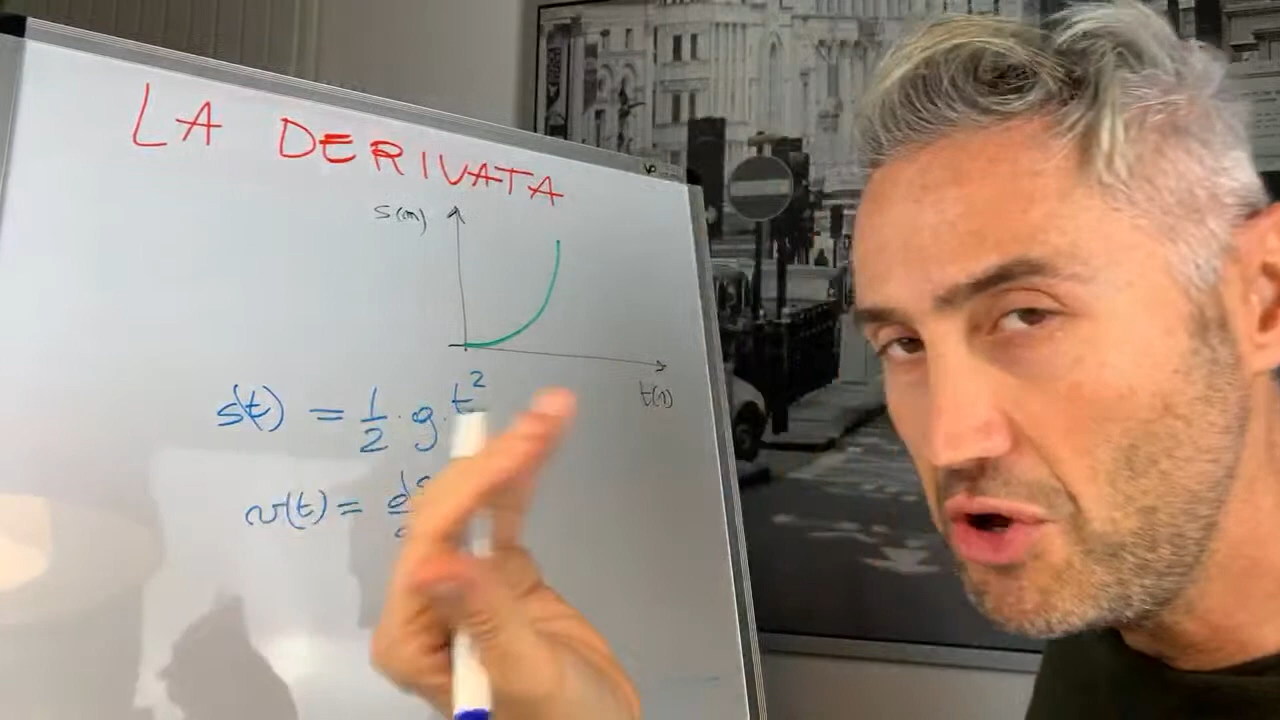 LA DERIVATA
s(m)
t(s)
s(t) = 1/2 · g · t²
v(t) =